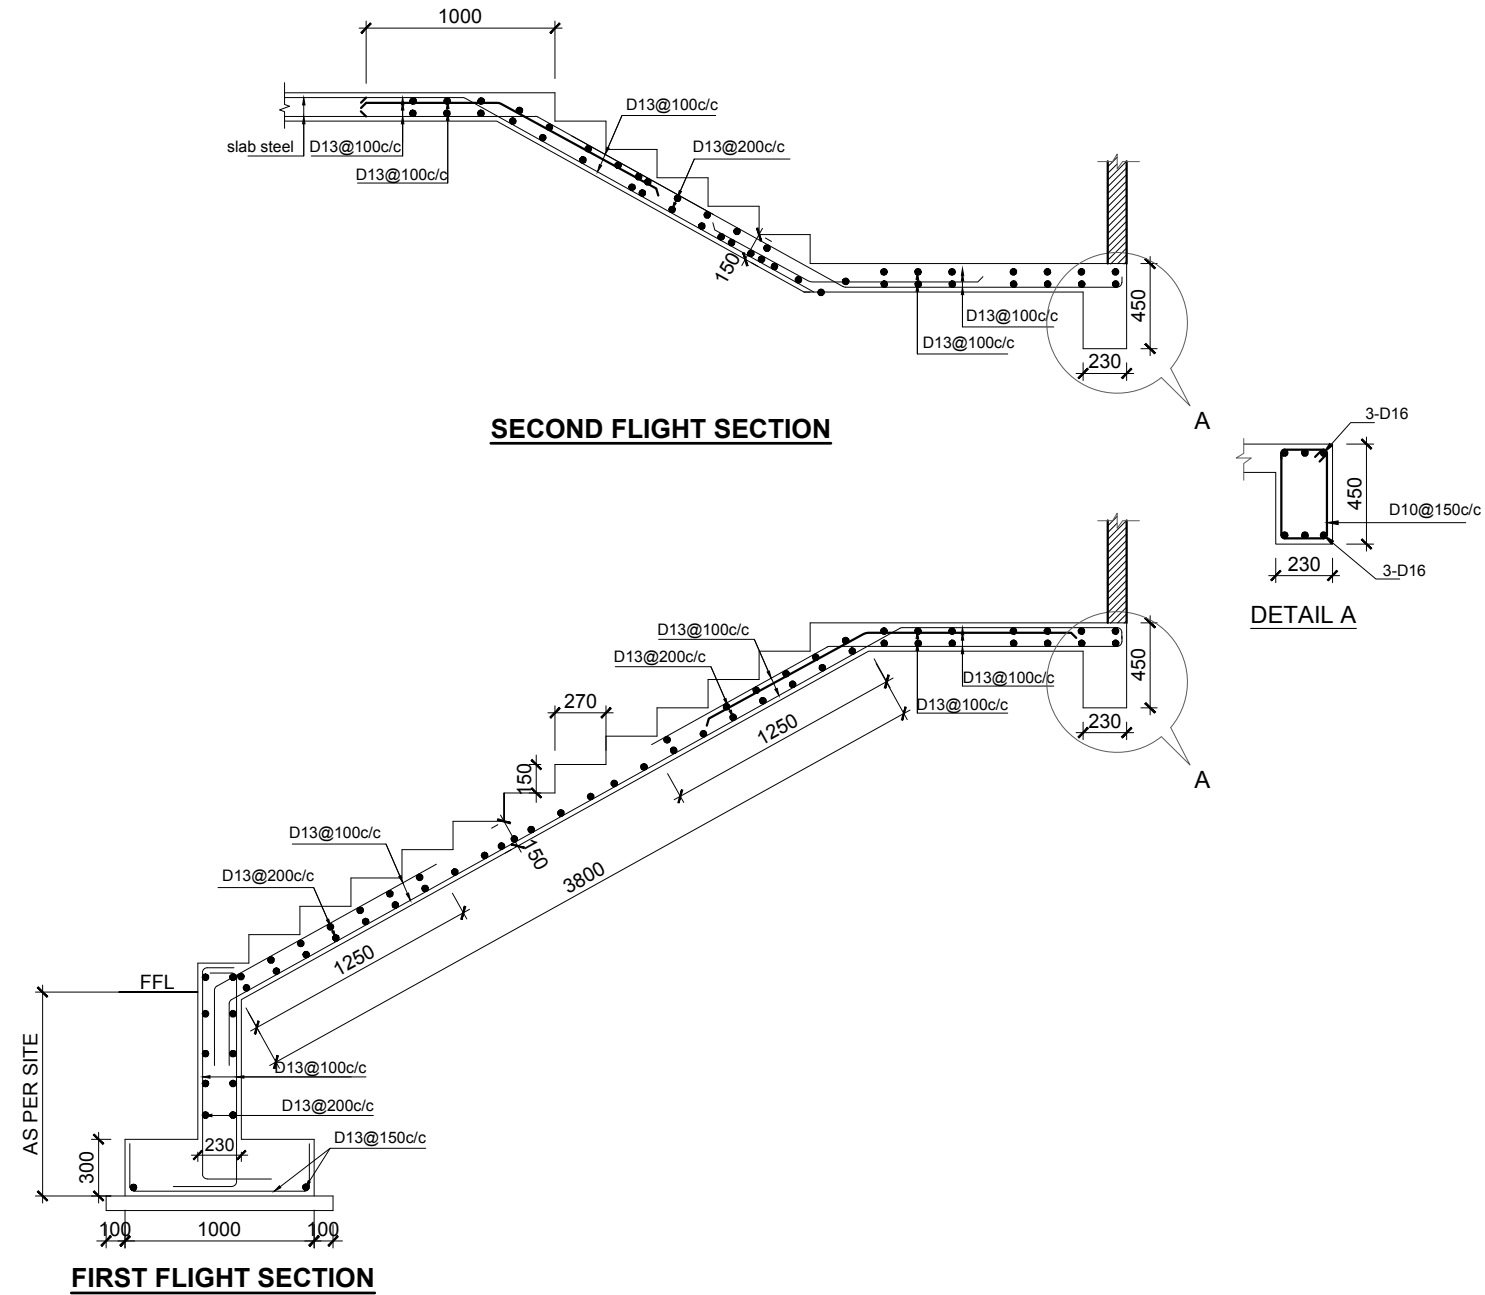 1000
D13@100c/c
D13@200c/c
slab steel
D13@100c/c
D13@100c/c
150
D13@100c/c
D13@100c/c
450
230
A
SECOND FLIGHT SECTION
3-D16
450
D10@150c/c
230
3-D16
DETAIL A
D13@100c/c
D13@200c/c
D13@100c/c
D13@100c/c
450
230
A
270
150
1250
150
3800
D13@100c/c
D13@200c/c
1250
FFL
AS PER SITE
D13@100c/c
D13@200c/c
230
D13@150c/c
300
100
1000
100
FIRST FLIGHT SECTION